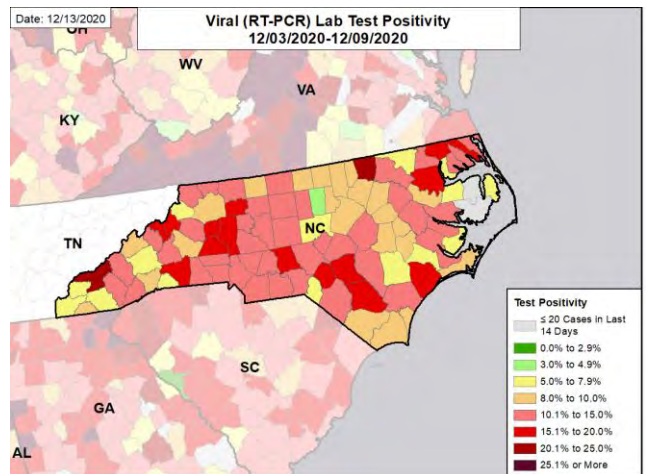 Date: 12/13/2020
Viral (RT-PCR) Lab Test Positivity
12/03/2020-12/09/2020
OH
WV
VA
KY
TN
NC
SC
GA
AL
Test Positivity
≤ 20 Cases in Last
14 Days
0.0% to 2.9%
3.0% to 4.9%
5.0% to 7.9%
8.0% to 10.0%
10.1% to 15.0%
15.1% to 20.0%
20.1% to 25.0%
25.1% or More